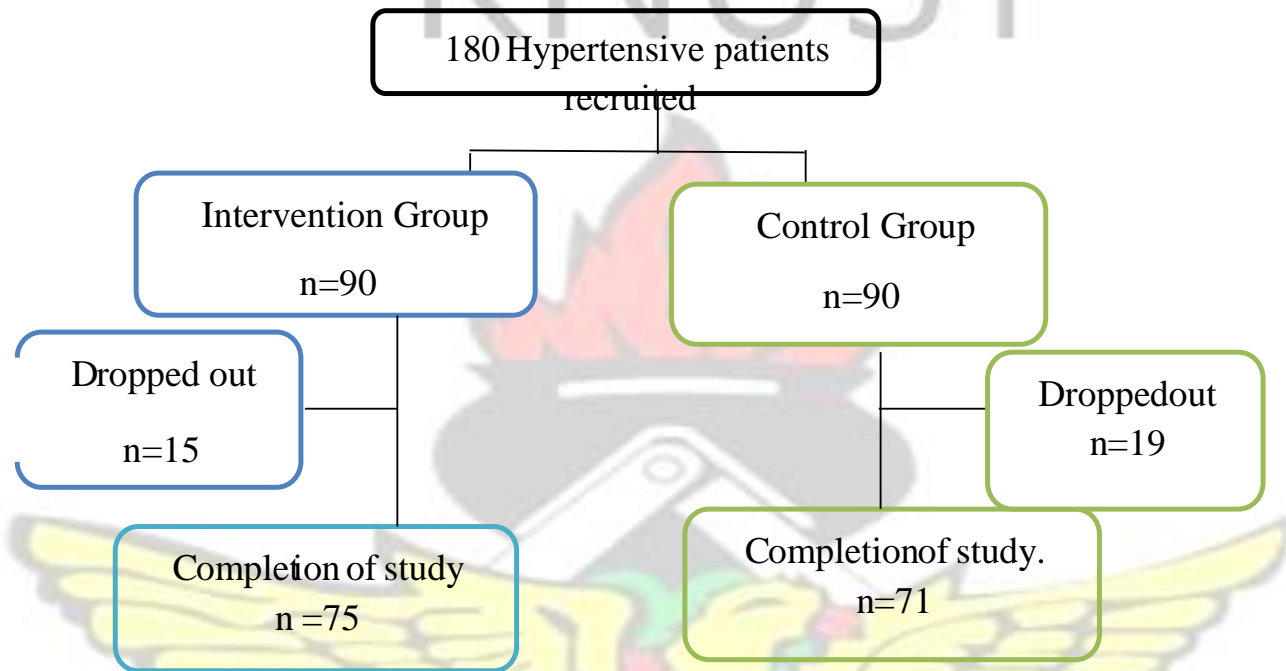 KNUST
180 Hypertensive patients
recruited
Intervention Group
n=90
Control Group
n=90
Dropped out
n=15
Droppedout
n=19
Completion of study
n =75
Completionof study.
n=71